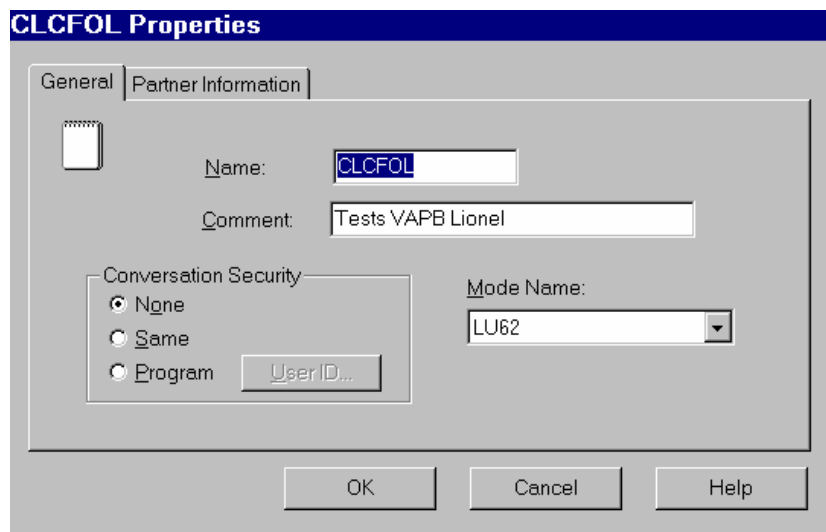 CLCFOL Properties
General Partner Information
Name: CLCFOL
Comment: Tests VAPB Lionel
Conversation Security
None
Same
Program User ID...
Mode Name:
LU62
OK Cancel Help